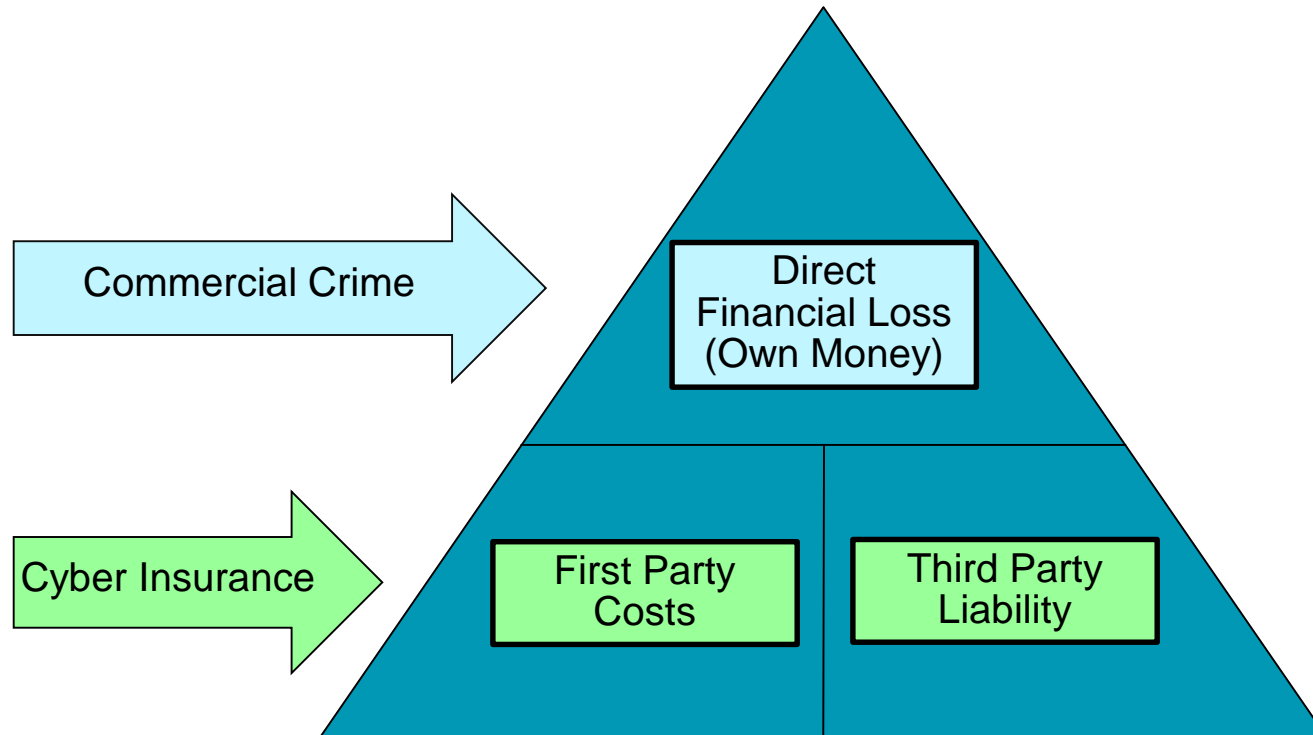 Commercial Crime
Direct
Financial Loss
(Own Money)
Cyber Insurance
First Party
Costs
Third Party
Liability